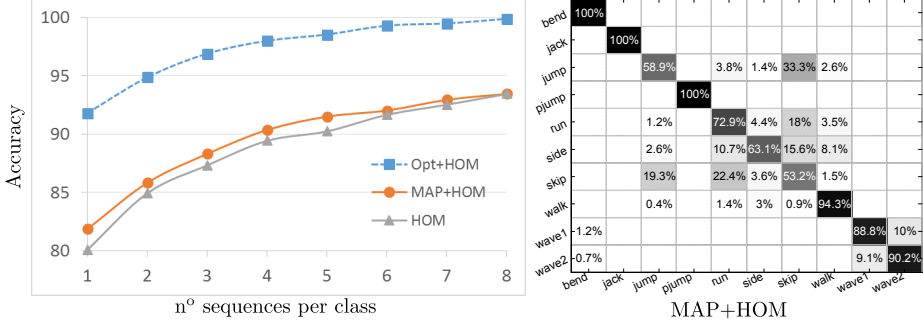 100
95
90
85
80
Accuracy
Opt+HOM
MAP+HOM
HOM
1 2 3 4 5 6 7 8
nº sequences per class
bend 100%
jack 100%
jump 58.9% 3.8% 1.4% 33.3% 2.6%
pjump 100%
run 1.2% 72.9% 4.4% 18% 3.5%
side 2.6% 10.7% 63.1% 15.6% 8.1%
skip 19.3% 22.4% 3.6% 53.2% 1.5%
walk 0.4% 1.4% 3% 0.9% 94.3%
wave1 1.2% 88.8% 10%
wave2 0.7% 9.1% 90.2%
bend jack jump pjump run side skip walk wave1 wave2
MAP+HOM